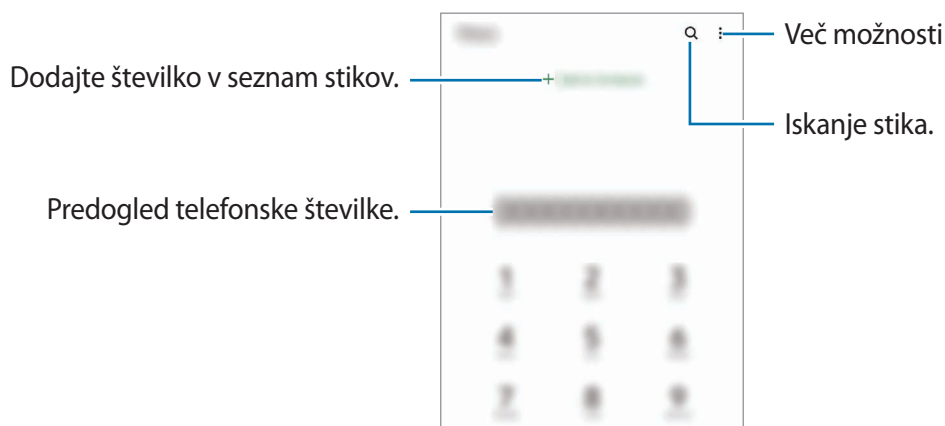 Več možnosti
Dodajte številko v seznam stikov.
Iskanje stika.
Predogled telefonske številke.
1 2 3
4 5 6
7 8 9